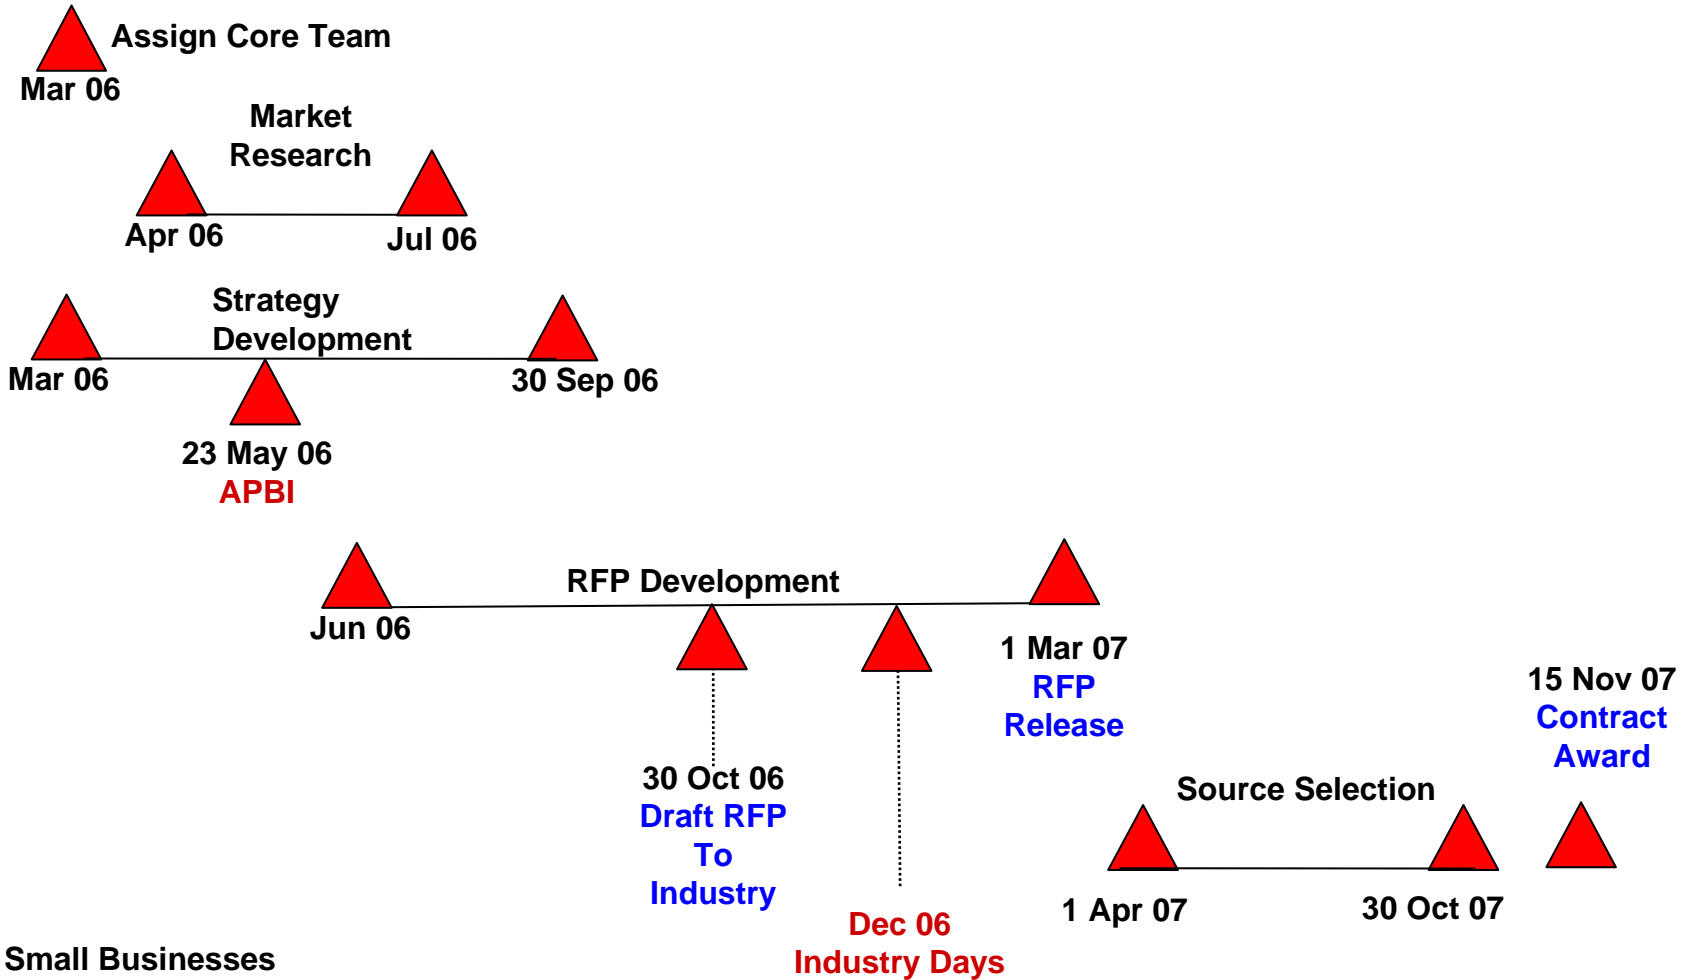 Assign Core Team
Mar 06
Market
Research
Apr 06
Jul 06
Strategy
Development
Mar 06
30 Sep 06
23 May 06
APBI
RFP Development
Jun 06
1 Mar 07
RFP
Release
30 Oct 06
Draft RFP
To
Industry
Dec 06
Industry Days
15 Nov 07
Contract
Award
Source Selection
1 Apr 07
30 Oct 07
Small Businesses